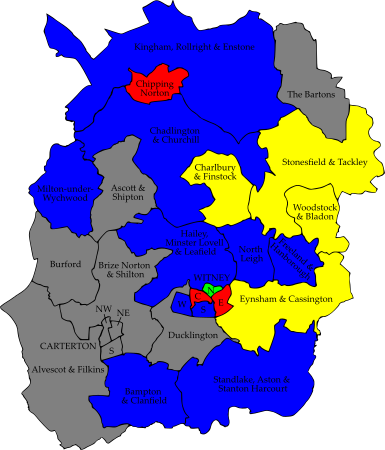 Kingham, Rollright & Enstone
Chipping
Norton
The Bartons
Chadlington
& Churchill
Stonesfield & Tackley
Charlbury
& Finstock
Ascott &
Shipton
Milton-under-
Wychwood
Woodstock
& Bladon
Hailey,
Minster Lovell
& Leafield
North
Leigh
Freeland &
Hanborough
Burford
Brize Norton
& Shilton
WITNEY
N
W
C
E
S
Eynsham & Cassington
NW
NE
CARTERTON
S
Ducklington
Alvescot & Filkins
Bampton
& Clanfield
Standlake, Aston &
Stanton Harcourt